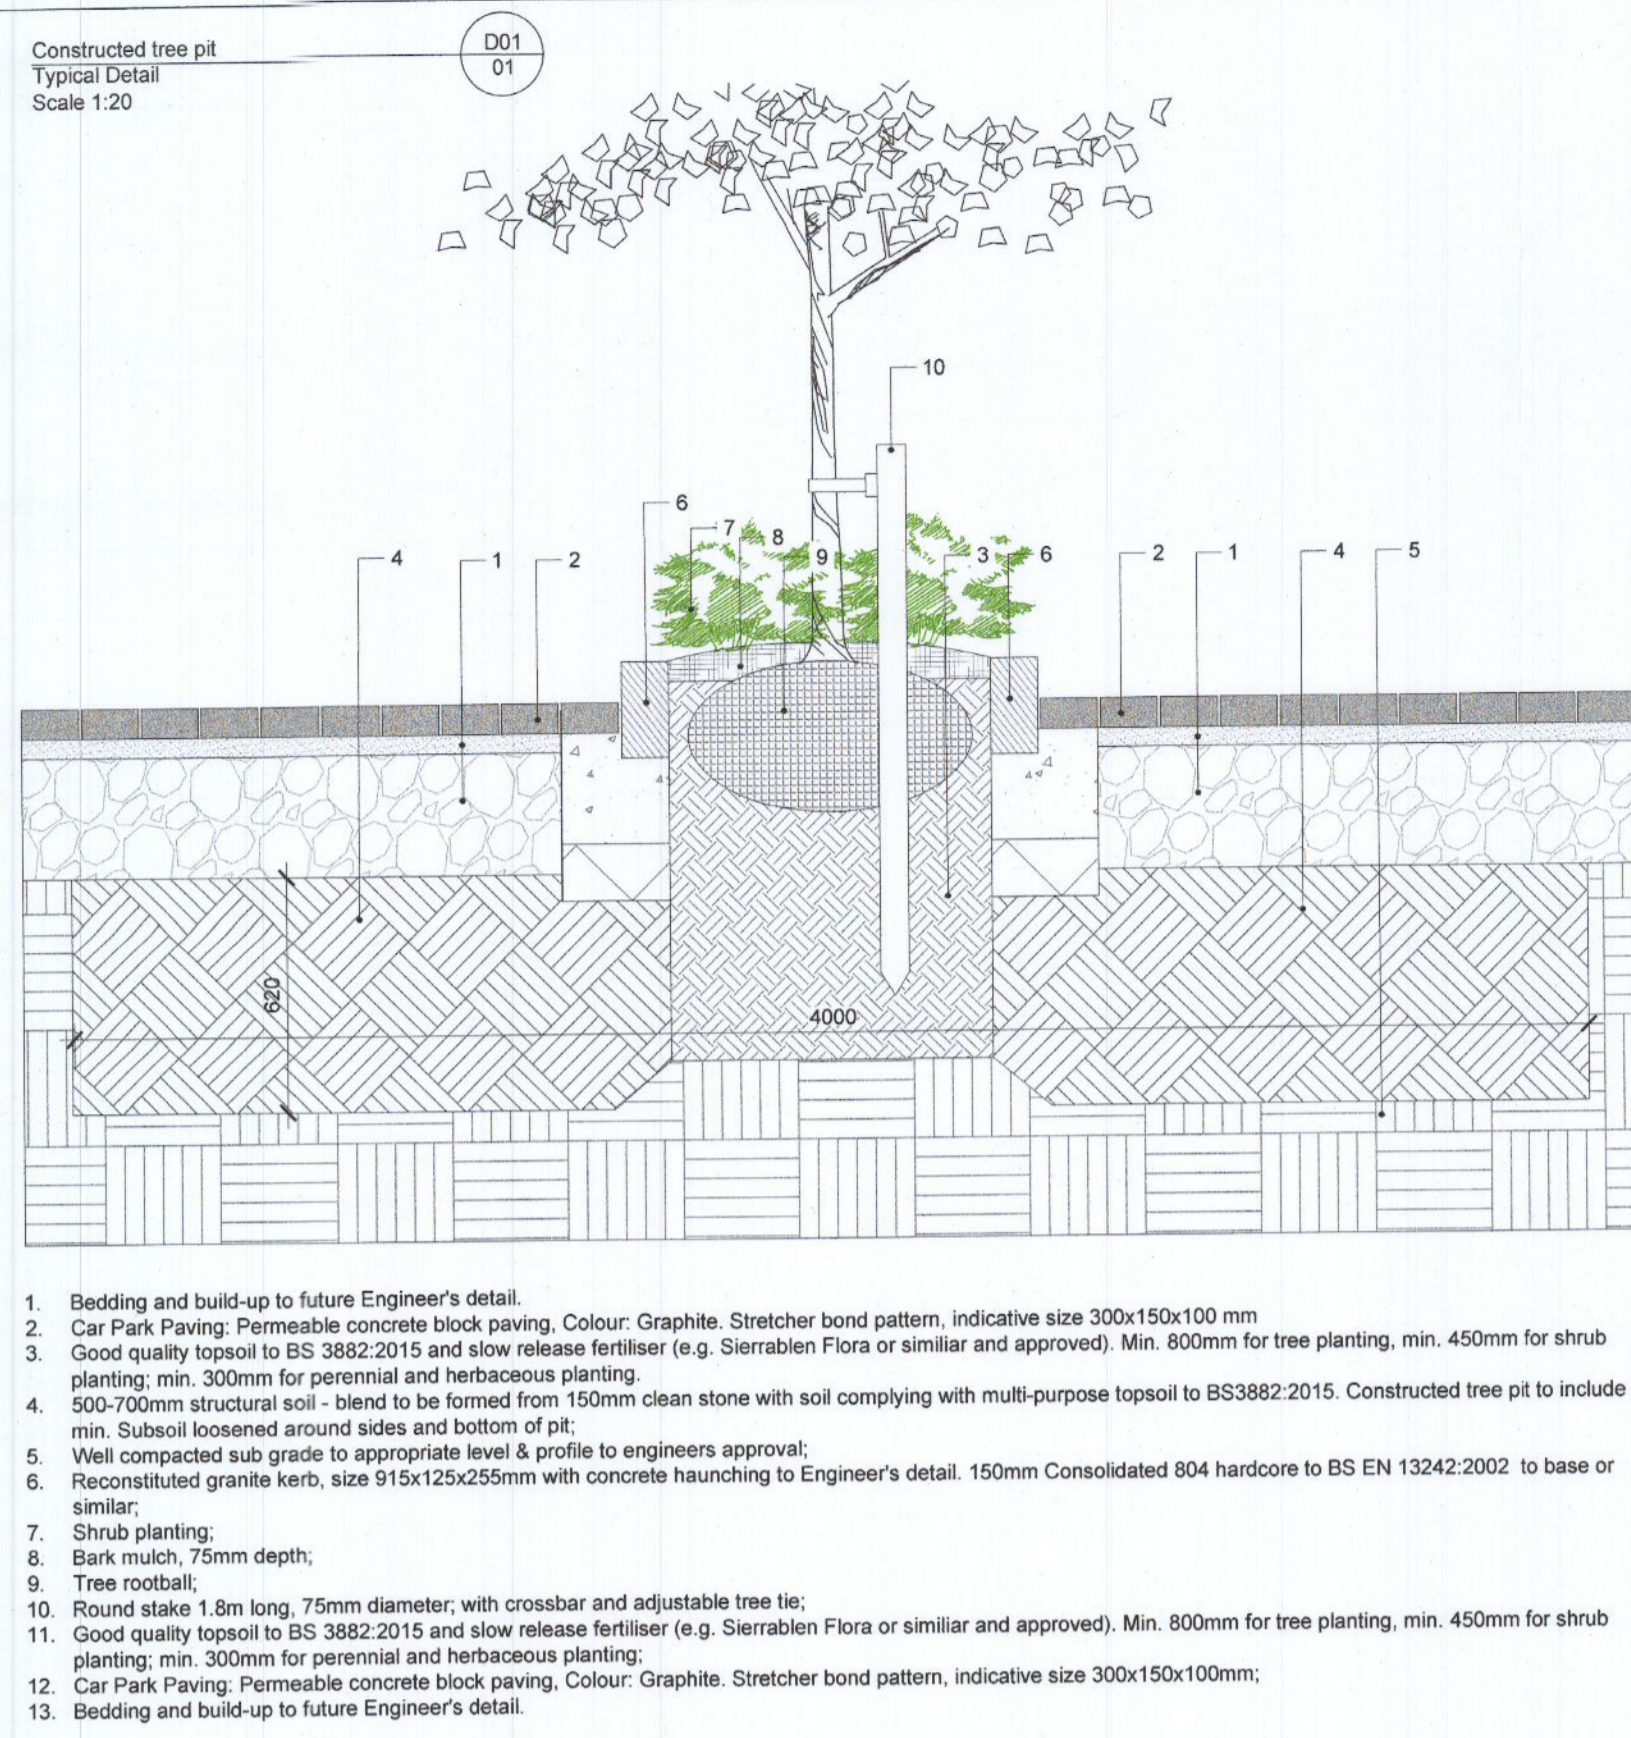 Constructed tree pit
Typical Detail
Scale 1:20
D01
01
10
6
7
8
9
3
6
4
1
2
2
1
4
5
620
4000
1. Bedding and build-up to future Engineer's detail.
2. Car Park Paving: Permeable concrete block paving, Colour: Graphite. Stretcher bond pattern, indicative size 300x150x100 mm
3. Good quality topsoil to BS 3882:2015 and slow release fertiliser (e.g. Sierrablen Flora or similiar and approved). Min. 800mm for tree planting, min. 450mm for shrub
planting; min. 300mm for perennial and herbaceous planting.
4. 500-700mm structural soil - blend to be formed from 150mm clean stone with soil complying with multi-purpose topsoil to BS3882:2015. Constructed tree pit to include
min. Subsoil loosened around sides and bottom of pit;
5. Well compacted sub grade to appropriate level & profile to engineers approval;
6. Reconstituted granite kerb, size 915x125x255mm with concrete haunching to Engineer's detail. 150mm Consolidated 804 hardcore to BS EN 13242:2002 to base or
similar;
7. Shrub planting;
8. Bark mulch, 75mm depth;
9. Tree rootball;
10. Round stake 1.8m long, 75mm diameter; with crossbar and adjustable tree tie;
11. Good quality topsoil to BS 3882:2015 and slow release fertiliser (e.g. Sierrablen Flora or similiar and approved). Min. 800mm for tree planting, min. 450mm for shrub
planting; min. 300mm for perennial and herbaceous planting;
12. Car Park Paving: Permeable concrete block paving, Colour: Graphite. Stretcher bond pattern, indicative size 300x150x100mm;
13. Bedding and build-up to future Engineer's detail.